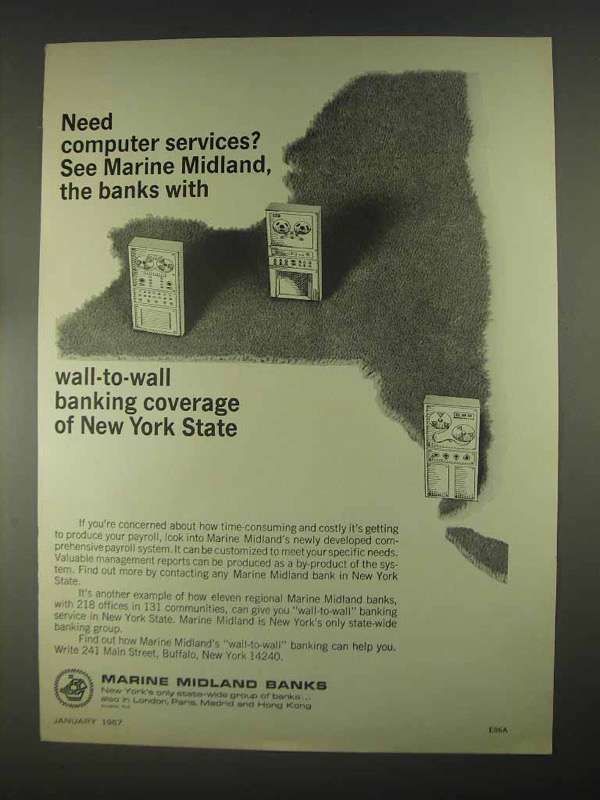 Need
computer services?
See Marine Midland,
the banks with
wall-to-wall
banking coverage
of New York State
If you're concerned about how time-consuming and costly it's getting
to produce your payroll, look into Marine Midland's newly developed com-
prehensive payroll system. It can be customized to meet your specific needs.
Valuable management reports can be produced as a by-product of the sys-
tem. Find out more by contacting any Marine Midland bank in New York
State.
It's another example of how eleven regional Marine Midland banks,
with 218 offices in 131 communities, can give you "wall-to-wall" banking
service in New York State. Marine Midland is New York's only state-wide
banking group.
Find out how Marine Midland's "wall-to-wall" banking can help you.
Write 241 Main Street, Buffalo, New York 14240.
MARINE MIDLAND BANKS
New York's only state-wide group of banks...
also in London, Paris, Madrid and Hong Kong
JANUARY 1967
E86A